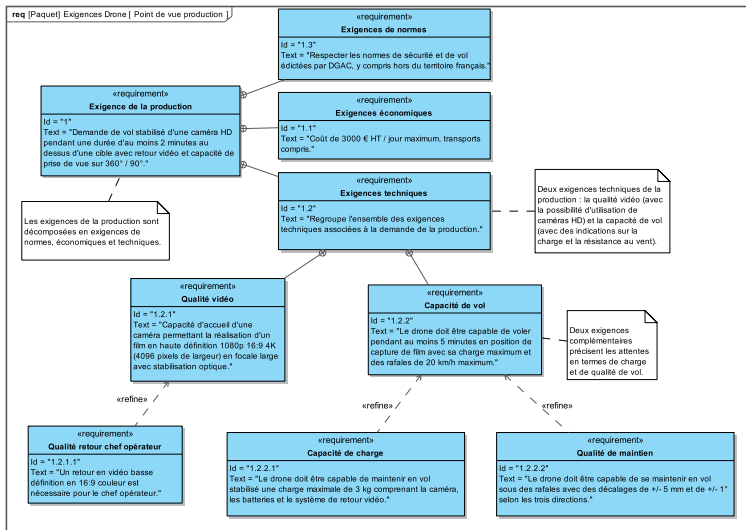 req [Paquet] Exigences Drone [ Point de vue production ]
«requirement»
Exigences de normes
Id = "1.3"
Text = "Respecter les normes de sécurité et de vol
édictées par DGAC, y compris hors du territoire français."
«requirement»
Exigence de la production
Id = "1"
Text = "Demande de vol stabilisé d'une caméra HD
pendant une durée d'au moins 2 minutes au
dessus d'une cible avec retour vidéo et capacité de
prise de vue sur 360° / 90°."
«requirement»
Exigences économiques
Id = "1.1"
Text = "Coût de 3000 € HT / jour maximum, transports
compris."
«requirement»
Exigences techniques
Id = "1.2"
Text = "Regroupe l'ensemble des exigences
techniques associées à la demande de la production."
Deux exigences techniques de la
production : la qualité vidéo (avec
la possibilité d'utilisation de
caméras HD) et la capacité de vol
(avec des indications sur la
charge et la résistance au vent).
Les exigences de la production sont
décomposées en exigences de
normes, économiques et techniques.
«requirement»
Qualité vidéo
Id = "1.2.1"
Text = "Capacité d'accueil d'une
caméra permettant la réalisation d'un
film en haute définition 1080p 16:9 4K
(4096 pixels de largeur) en focale large
avec stabilisation optique."
«requirement»
Capacité de vol
Id = "1.2.2"
Text = "Le drone doit être capable de voler
pendant au moins 5 minutes en position de
capture de film avec sa charge maximum et
des rafales de 20 km/h maximum."
Deux exigences
complémentaires
précisent les attentes
en termes de charge
et de qualité de vol.
«refine»
«refine»
«refine»
«requirement»
Qualité retour chef opérateur
Id = "1.2.1.1"
Text = "Un retour en vidéo basse
définition en 16:9 couleur est
nécessaire pour le chef opérateur."
«requirement»
Capacité de charge
Id = "1.2.2.1"
Text = "Le drone doit être capable de maintenir en vol
stabilisé une charge maximale de 3 kg comprenant la caméra,
les batteries et le système de retour vidéo."
«requirement»
Qualité de maintien
Id = "1.2.2.2"
Text = "Le drone doit être capable de se maintenir en vol
sous des rafales avec des décalages de +/- 5 mm et de +/- 1°
selon les trois directions."